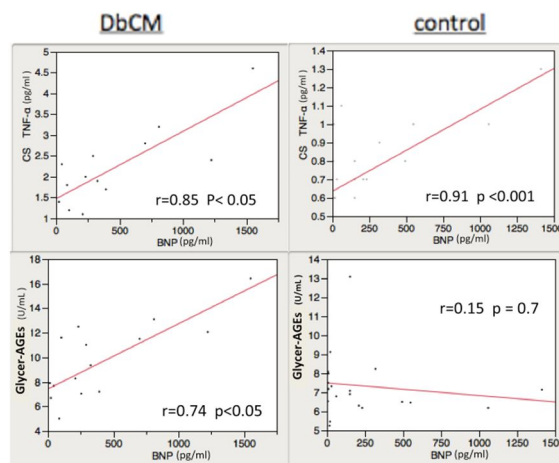 DbCM
control
CS TNF-α (pg/ml)
5
4.5
4
3.5
3
2.5
2
1.5
1
r=0.85 P< 0.05
0 500 1000 1500
BNP (pg/ml)
CS TNF-α (pg/ml)
1.4
1.3
1.2
1.1
1
0.9
0.8
0.7
0.6
0.5
r=0.91 p <0.001
0 250 500 750 1000 1250 1500
BNP (pg/ml)
Glycer-AGEs (U/mL)
18
16
14
12
10
8
6
4
r=0.74 p<0.05
0 500 1000 1500
BNP (pg/ml)
Glycer-AGEs (U/mL)
14
13
12
11
10
9
8
7
6
5
r=0.15 p = 0.7
0 250 500 750 1000 1250 1500
BNP (pg/ml)